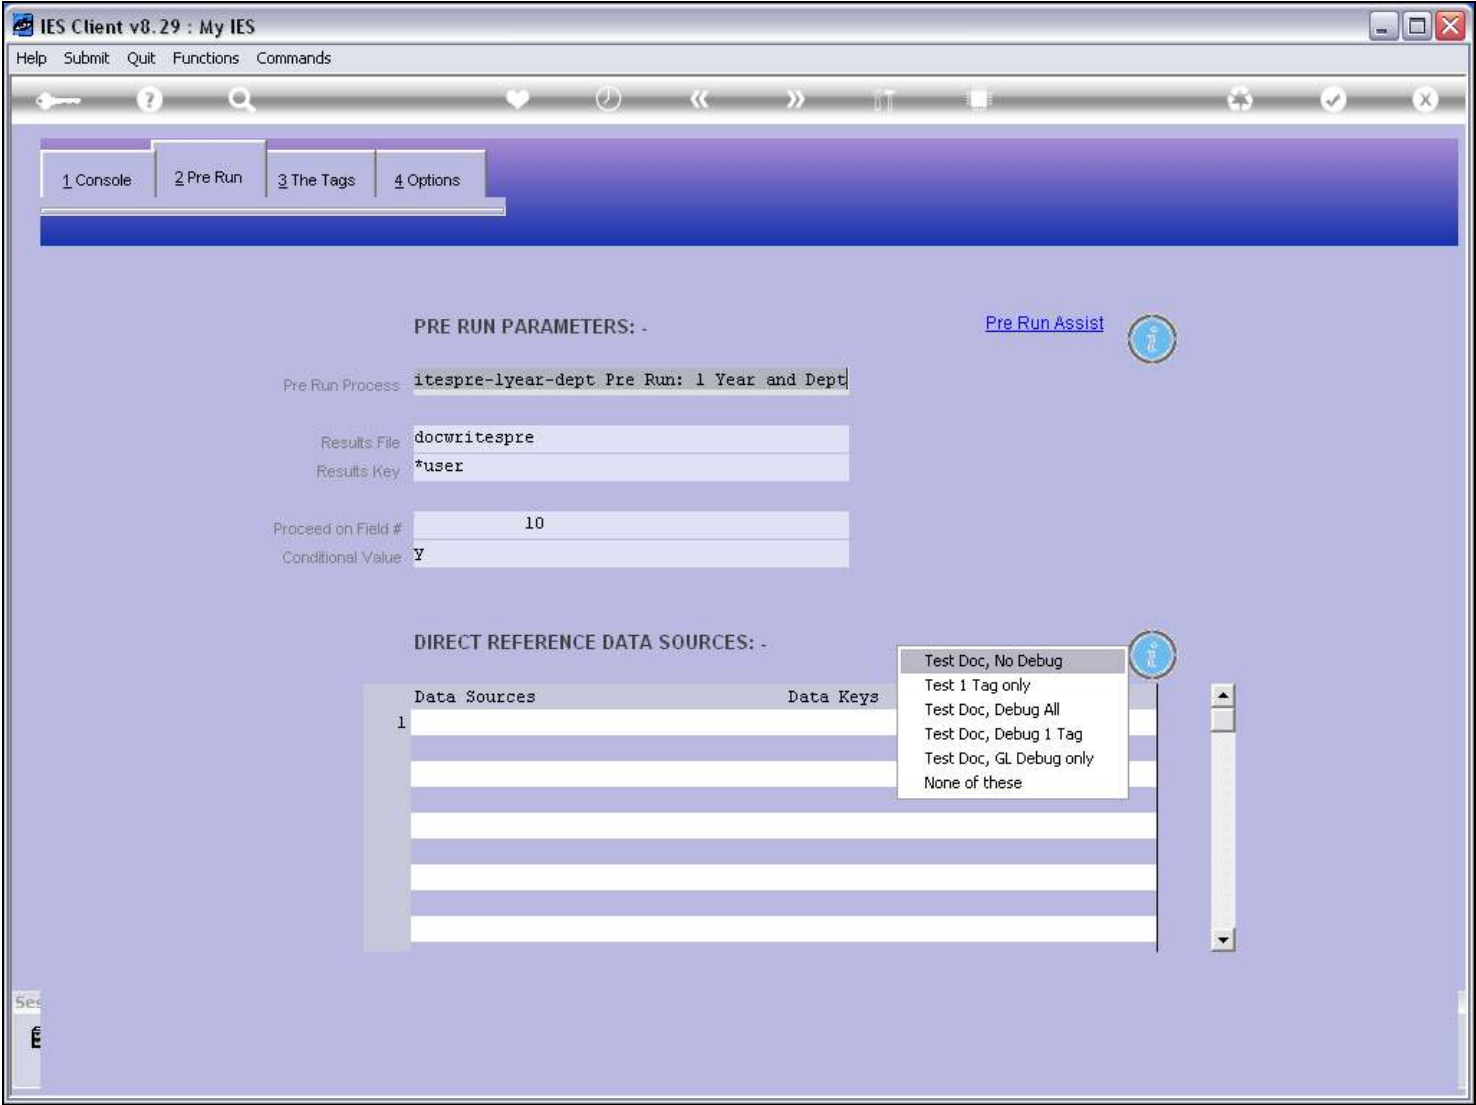 IES Client v8.29 : My IES
Help Submit Quit Functions Commands
1 Console 2 Pre Run 3 The Tags 4 Options
PRE RUN PARAMETERS: -
Pre Run Assist
Pre Run Process itespre-1year-dept Pre Run: 1 Year and Dept
Results File docwritespre
Results Key *user
Proceed on Field # 10
Conditional Value Y
DIRECT REFERENCE DATA SOURCES: -
Test Doc, No Debug
Test 1 Tag only
Test Doc, Debug All
Test Doc, Debug 1 Tag
Test Doc, GL Debug only
None of these
Data Sources Data Keys
1
Ses